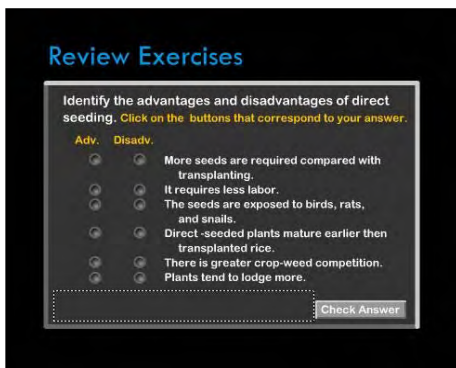 Review Exercises
Identify the advantages and disadvantages of direct
seeding. Click on the buttons that correspond to your answer.
Adv. Disadv.
More seeds are required compared with
transplanting.
It requires less labor.
The seeds are exposed to birds, rats,
and snails.
Direct -seeded plants mature earlier then
transplanted rice.
There is greater crop-weed competition.
Plants tend to lodge more.
Check Answer